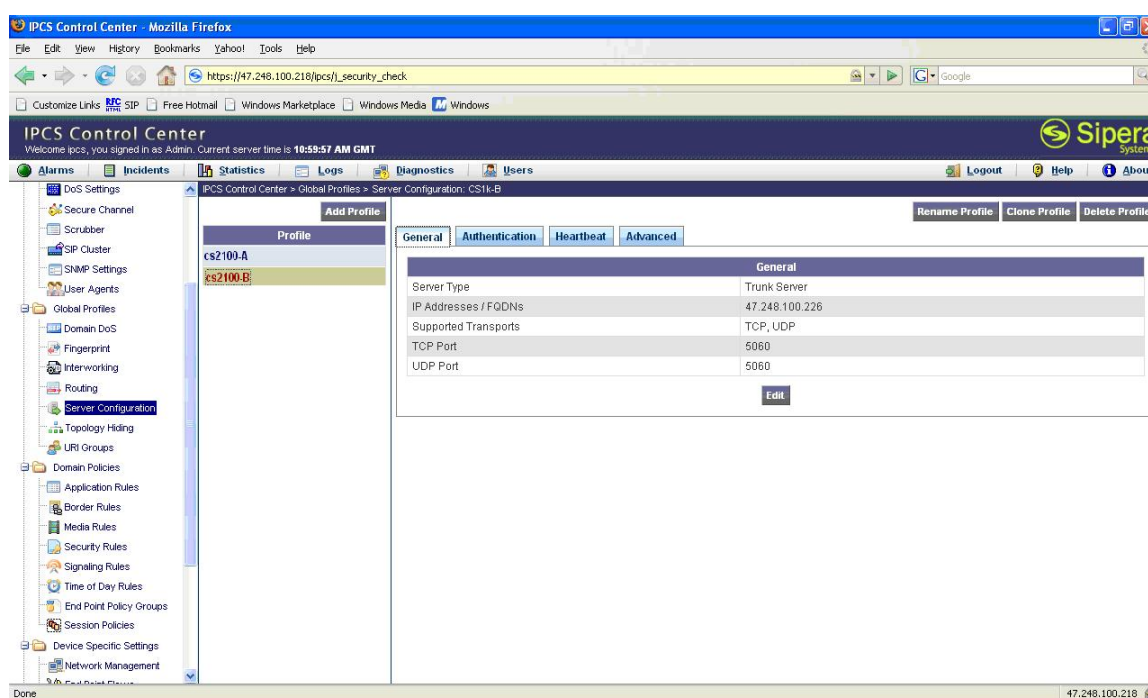 IPCS Control Center - Mozilla Firefox
File Edit View History Bookmarks Yahoo! Tools Help
https://47.248.100.218/ipcs/j_security_check
G Google
Customize Links RFC HTML SIP Free Hotmail Windows Marketplace Windows Media Windows
IPCS Control Center
Welcome ipcs, you signed in as Admin. Current server time is 10:59:57 AM GMT
Sipera
System
Alarms Incidents Statistics Logs Diagnostics Users Logout Help Abou
IPCS Control Center > Global Profiles > Server Configuration: CS1k-B
DoS Settings
Secure Channel
Scrubber
SIP Cluster
SNMP Settings
User Agents
Global Profiles
Domain DoS
Fingerprint
Interworking
Routing
Server Configuration
Topology Hiding
URI Groups
Domain Policies
Application Rules
Border Rules
Media Rules
Security Rules
Signaling Rules
Time of Day Rules
End Point Policy Groups
Session Policies
Device Specific Settings
Network Management
Add Profile
Profile
cs2100-A
cs2100-B
Rename Profile Clone Profile Delete Profile
General Authentication Heartbeat Advanced
General
Server Type Trunk Server
IP Addresses / FQDNs 47.248.100.226
Supported Transports TCP, UDP
TCP Port 5060
UDP Port 5060
Edit
Done
47.248.100.218